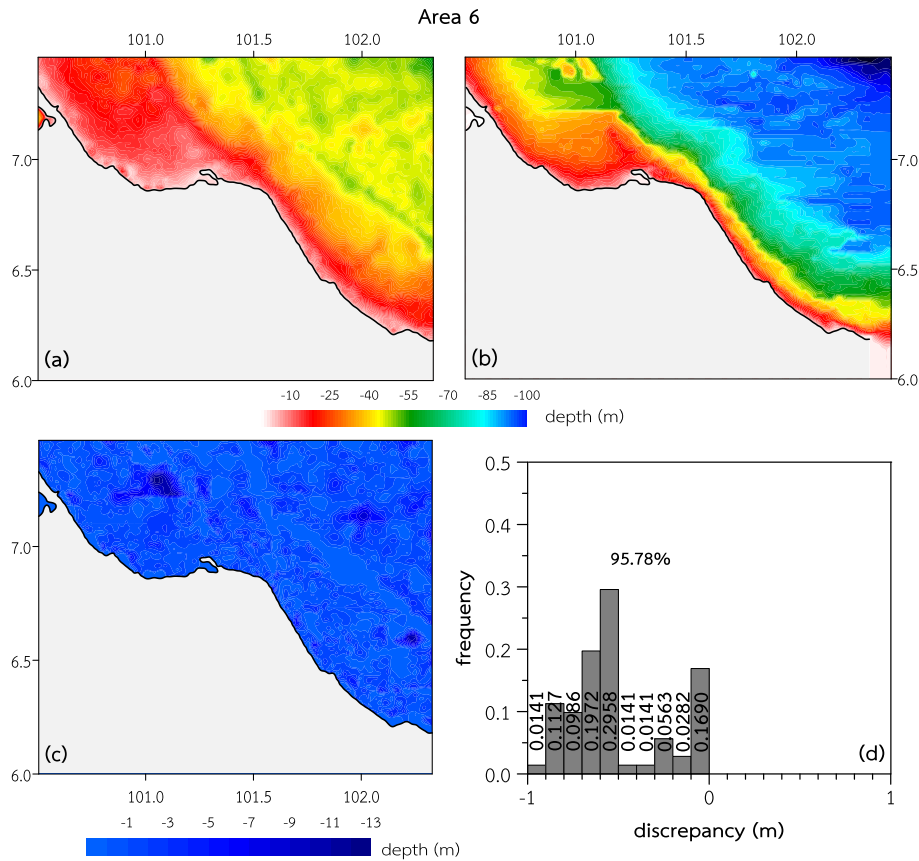 Area 6
101.0 101.5 102.0 101.0 101.5 102.0
7.0 7.0
6.5 6.5
6.0 6.0
(a) (b)
-10 -25 -40 -55 -70 -85 -100
depth (m)
7.0
6.5
6.0
(c)
101.0 101.5 102.0
-1 -3 -5 -7 -9 -11 -13
depth (m)
0.5
0.4
0.3
0.2
0.1
0.0
frequency
95.78%
0.0141 0.1127 0.0986 0.1972 0.2958 0.0141 0.0141 0.0563 0.0282 0.1690
(d)
-1 0 1
discrepancy (m)